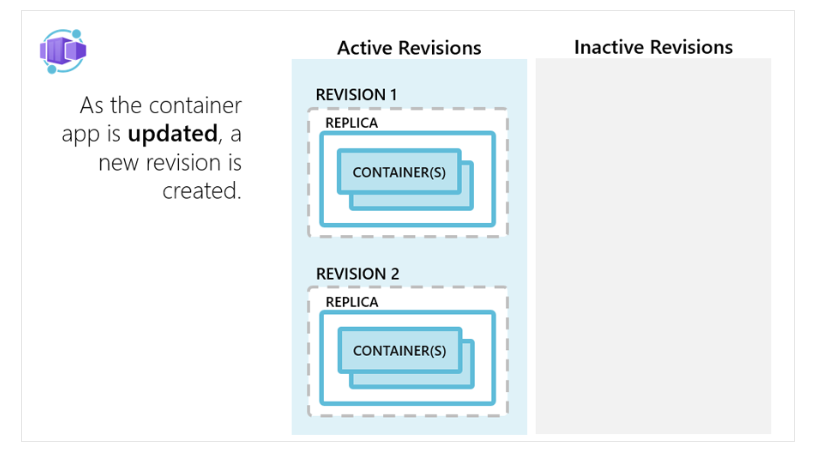 Active Revisions
Inactive Revisions
As the container
app is updated, a
new revision is
created.
REVISION 1
REPLICA
CONTAINER(S)
REVISION 2
REPLICA
CONTAINER(S)